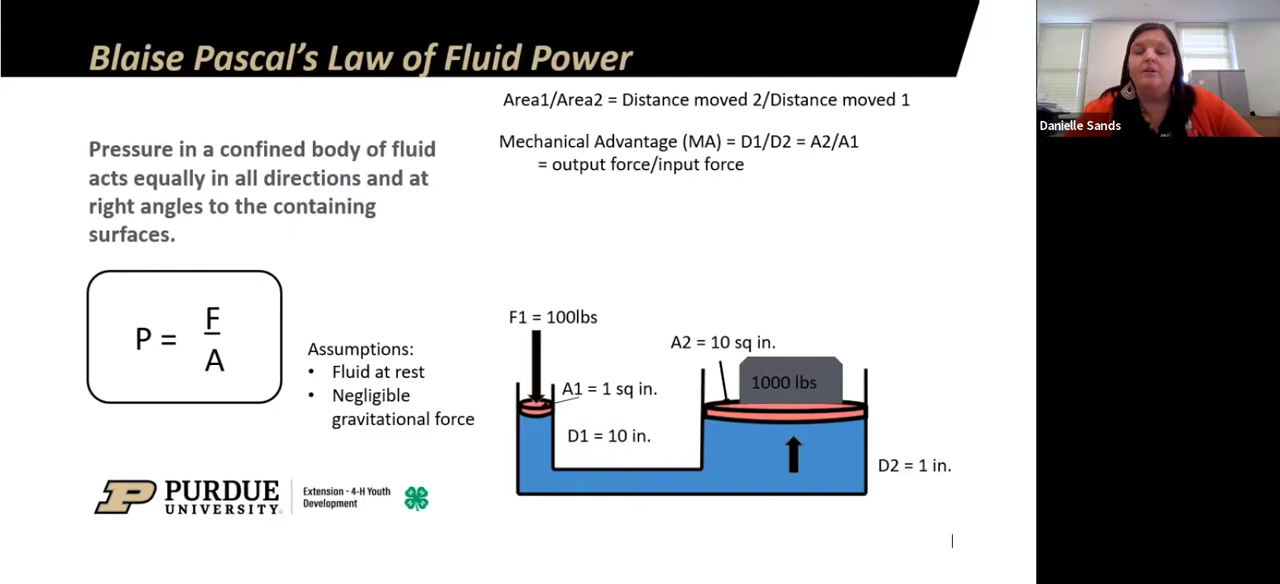 Blaise Pascal's Law of Fluid Power
Area1/Area2 = Distance moved 2/Distance moved 1
Mechanical Advantage (MA) = D1/D2 = A2/A1
= output force/input force
Pressure in a confined body of fluid
acts equally in all directions and at
right angles to the containing
surfaces.
P = F
A
Assumptions:
• Fluid at rest
• Negligible
gravitational force
F1 = 100lbs
A1 = 1 sq in.
D1 = 10 in.
A2 = 10 sq in.
1000 lbs
D2 = 1 in.
P PURDUE
UNIVERSITY
Extension - 4-H Youth
Development
Danielle Sands